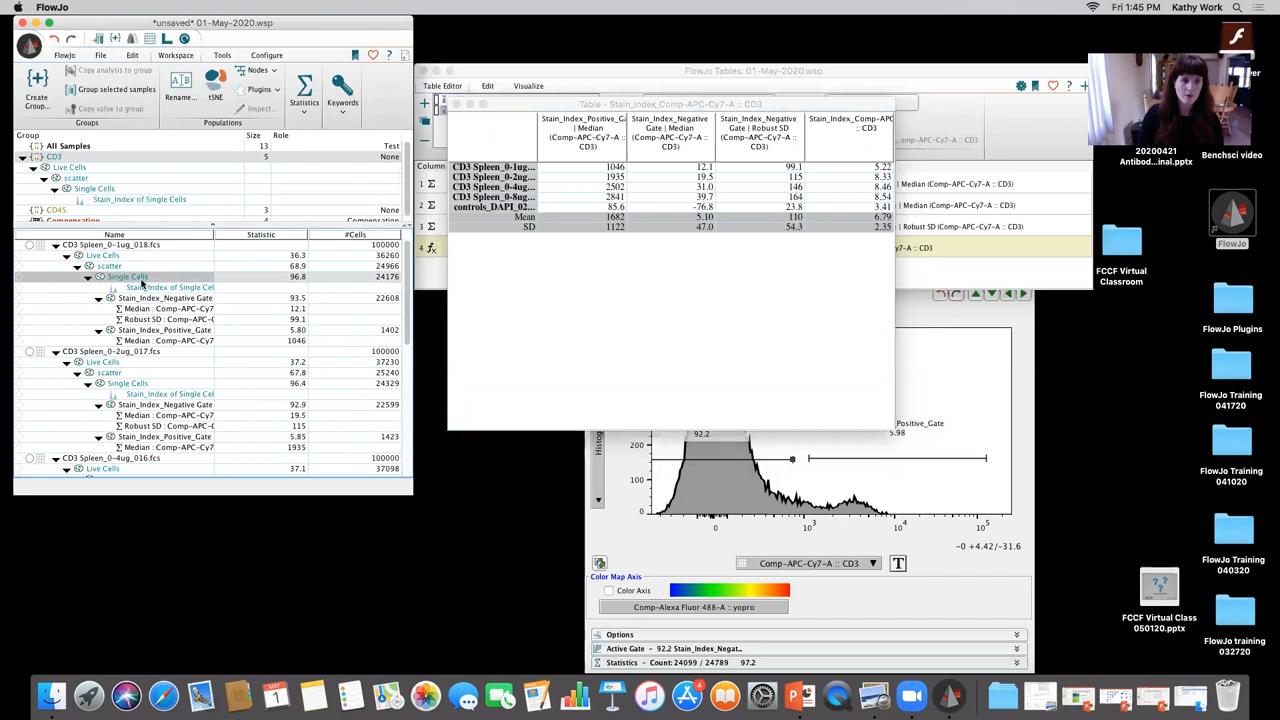 FlowJo
Fri 1:45 PM Kathy Work
*unsaved* 01-May-2020.wsp
FlowJo File Edit Workspace Tools Configure
Create Group...
Copy analysis to group
Group selected samples
Copy value to group
Groups
Rename...
tSNE
Nodes
Plugins
Inspect...
Populations
Statistics
Keywords
Group Size Role
All Samples 13 Test
CD3 5 None
Live Cells
scatter
Single Cells
Stain_Index of Single Cells
CD45 3 None
Name Statistic #Cells
CD3 Spleen_0-1ug_018.fcs 100000
Live Cells 36.3 36260
scatter 68.9 24966
Single Cells 96.8 24176
Stain_Index of Single Cel
Stain_Index_Negative Gate 93.5 22608
Median : Comp-APC-Cy7 12.1
Robust SD : Comp-APC-C 99.1
Stain_Index_Positive_Gate 5.80 1402
Median : Comp-APC-Cy7 1046
CD3 Spleen_0-2ug_017.fcs 100000
Live Cells 37.2 37230
scatter 67.8 25240
Single Cells 96.4 24329
Stain_Index of Single Cel
Stain_Index_Negative Gate 92.9 22599
Median : Comp-APC-Cy7 19.5
Robust SD : Comp-APC-C 115
Stain_Index_Positive_Gate 5.85 1423
Median : Comp-APC-Cy7 1935
CD3 Spleen_0-4ug_016.fcs 100000
Live Cells 37.1 37098
FlowJo Tables: 01-May-2020.wsp
Table Editor Edit Visualize
Column
1 Σ | Median (Comp-APC-Cy7-A :: CD3)
2 Σ
3 Σ | Robust SD (Comp-APC-Cy7-A :: CD3)
4 fx y7-A :: CD3
Table - Stain_Index_Comp-APC-Cy7-A :: CD3
Stain_Index_Positive_G | Median (Comp-APC-Cy7-A :: CD3)
Stain_Index_Negative Gate | Median (Comp-APC-Cy7-A :: CD3)
Stain_Index_Negative Gate | Robust SD (Comp-APC-Cy7-A :: CD3)
Stain_Index_Comp-APC :: CD3
CD3 Spleen_0-1ug... 1046 12.1 99.1 5.22
CD3 Spleen_0-2ug... 1935 19.5 115 8.33
CD3 Spleen_0-4ug... 2502 31.0 146 8.46
CD3 Spleen_0-8ug... 2841 39.7 164 8.54
controls_DAPI_02... 85.6 -76.8 23.8 3.41
Mean 1682 5.10 110 6.79
SD 1122 47.0 54.3 2.35
_Positive_Gate
5.98
92.2
Histog
200
100
0
0 10^3 10^4 10^5
-0 +4.42/-31.6
Comp-APC-Cy7-A :: CD3
T
Color Map Axis
Color Axis
Comp-Alexa Fluor 488-A :: yopro
Options
Active Gate - 92.2 Stain_Index_Negat...
Statistics - Count: 24099 / 24789 97.2
20200421 Antibod...inal.pptx
Benchsci video
FlowJo
FCCF Virtual Classroom
FlowJo Plugins
FlowJo Training 041720
FlowJo Training 041020
FlowJo Training 040320
FCCF Virtual Class 050120.pptx
FlowJo training 032720